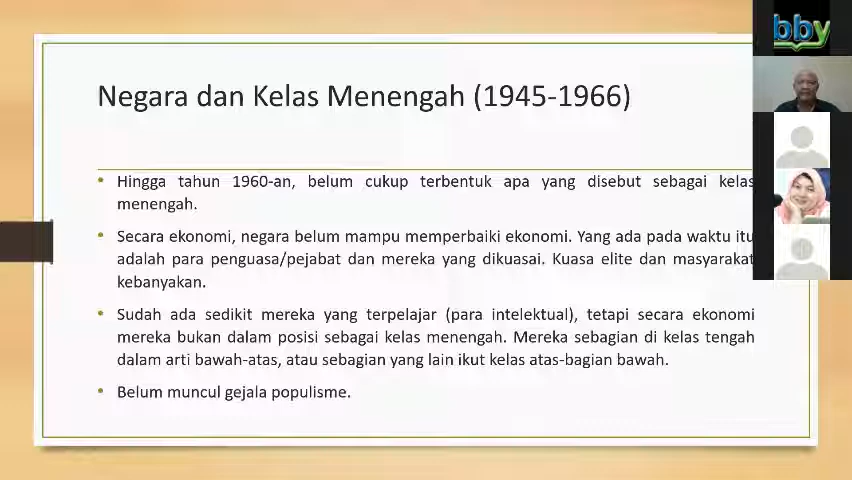 bby
Negara dan Kelas Menengah (1945-1966)
• Hingga tahun 1960-an, belum cukup terbentuk apa yang disebut sebagai kelas
menengah.
• Secara ekonomi, negara belum mampu memperbaiki ekonomi. Yang ada pada waktu itu
adalah para penguasa/pejabat dan mereka yang dikuasai. Kuasa elite dan masyarakat
kebanyakan.
• Sudah ada sedikit mereka yang terpelajar (para intelektual), tetapi secara ekonomi
mereka bukan dalam posisi sebagai kelas menengah. Mereka sebagian di kelas tengah
dalam arti bawah-atas, atau sebagian yang lain ikut kelas atas-bagian bawah.
• Belum muncul gejala populisme.